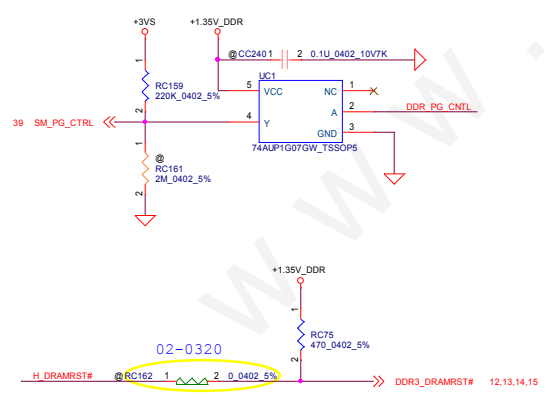 +3VS
+1.35V_DDR
@CC240 1 2 0.1U_0402_10V7K
1
RC159
220K_0402_5%
2
UC1
5 VCC NC 1
A 2 DDR_PG_CNTL
39 SM_PG_CTRL 4 Y
GND 3
74AUP1G07GW_TSSOP5
1
@
RC161
2M_0402_5%
2
+1.35V_DDR
1
RC75
470_0402_5%
2
02-0320
H_DRAMRST# @RC162 1 2 0_0402_5% DDR3_DRAMRST# 12,13,14,15